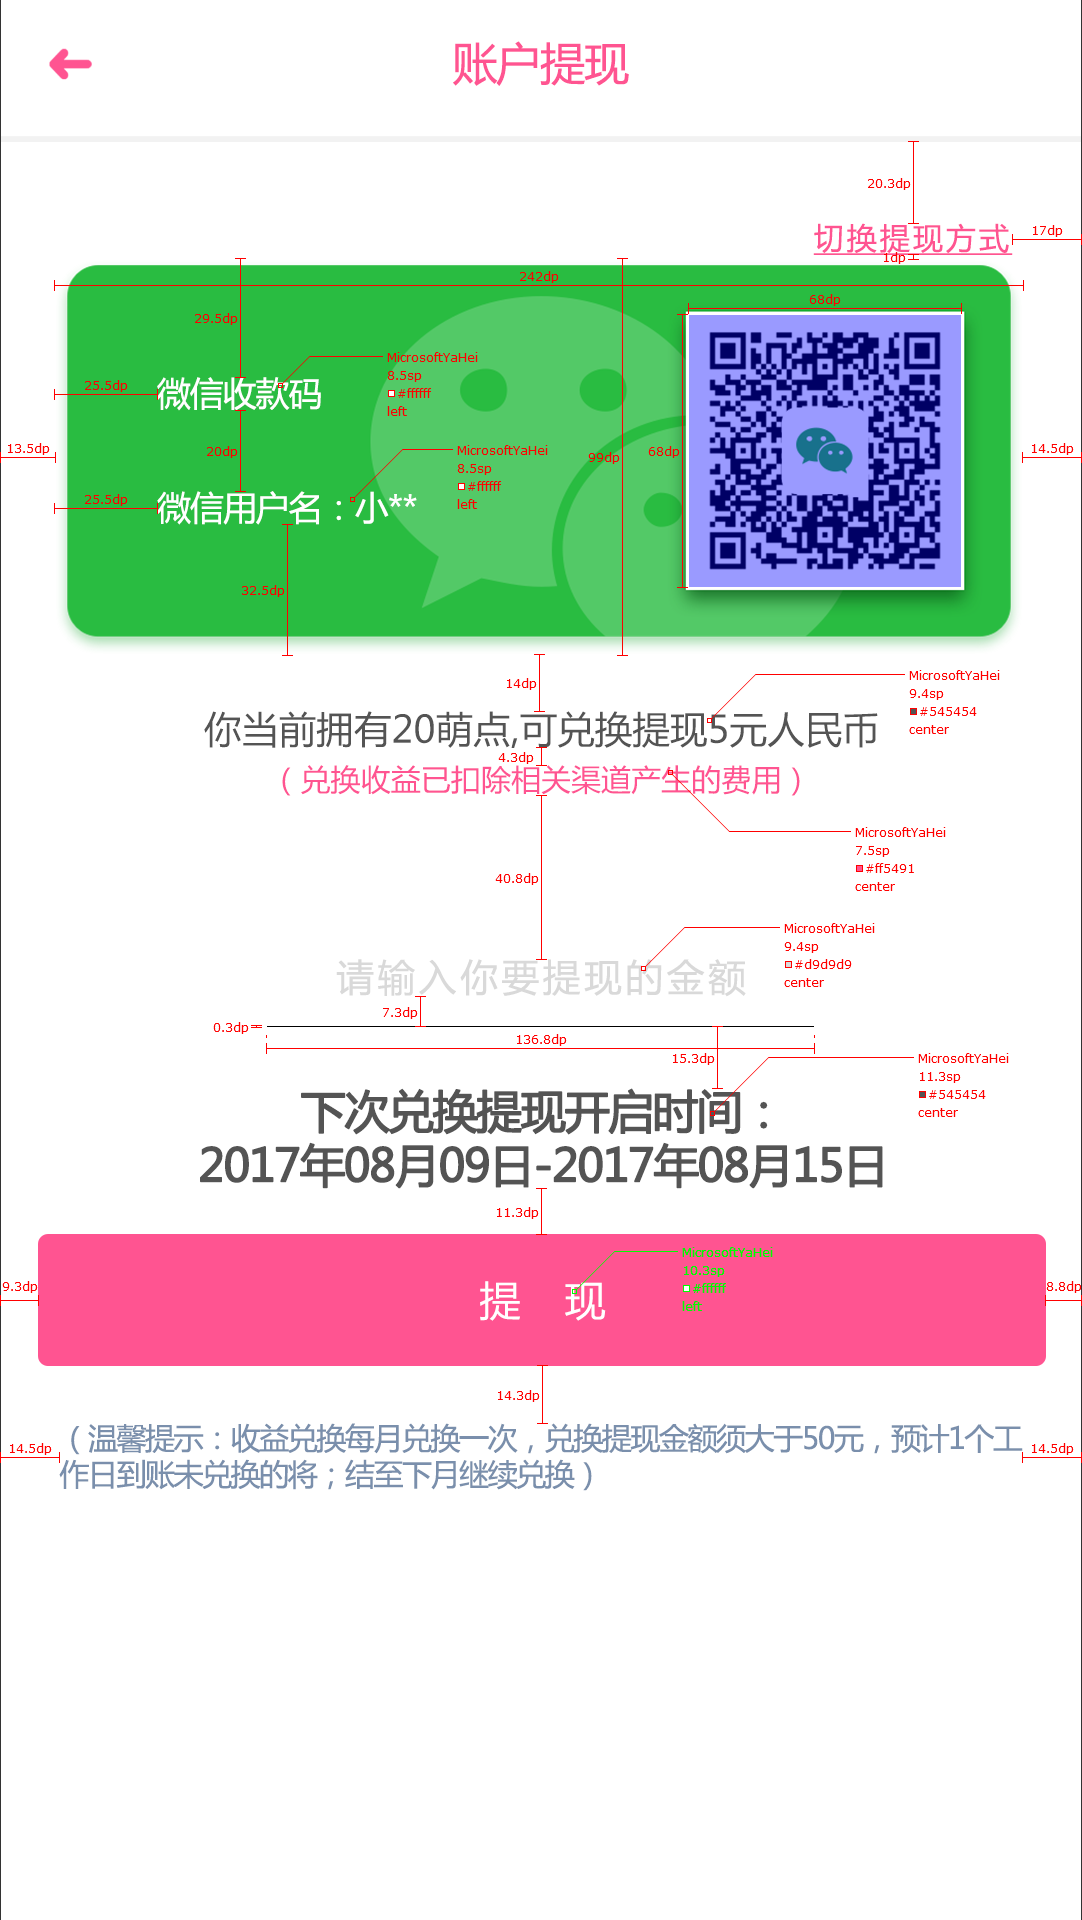 账户提现
20.3dp
切换提现方式
17dp
1dp
242dp
68dp
29.5dp
MicrosoftYaHei
8.5sp
#ffffff
left
25.5dp
微信收款码
20dp
13.5dp
99dp
68dp
14.5dp
MicrosoftYaHei
8.5sp
#ffffff
left
25.5dp
微信用户名：小**
32.5dp
14dp
MicrosoftYaHei
9.4sp
#545454
center
你当前拥有20萌点,可兑换提现5元人民币
4.3dp
（兑换收益已扣除相关渠道产生的费用）
MicrosoftYaHei
7.5sp
#ff5491
center
40.8dp
MicrosoftYaHei
9.4sp
#d9d9d9
center
请输入你要提现的金额
7.3dp
0.3dp
136.8dp
15.3dp
MicrosoftYaHei
11.3sp
#545454
center
下次兑换提现开启时间：
2017年08月09日-2017年08月15日
11.3dp
MicrosoftYaHei
10.3sp
#ffffff
left
9.3dp
提 现
8.8dp
14.3dp
14.5dp
（温馨提示：收益兑换每月兑换一次，兑换提现金额须大于50元，预计1个工
作日到账未兑换的将；结至下月继续兑换）
14.5dp